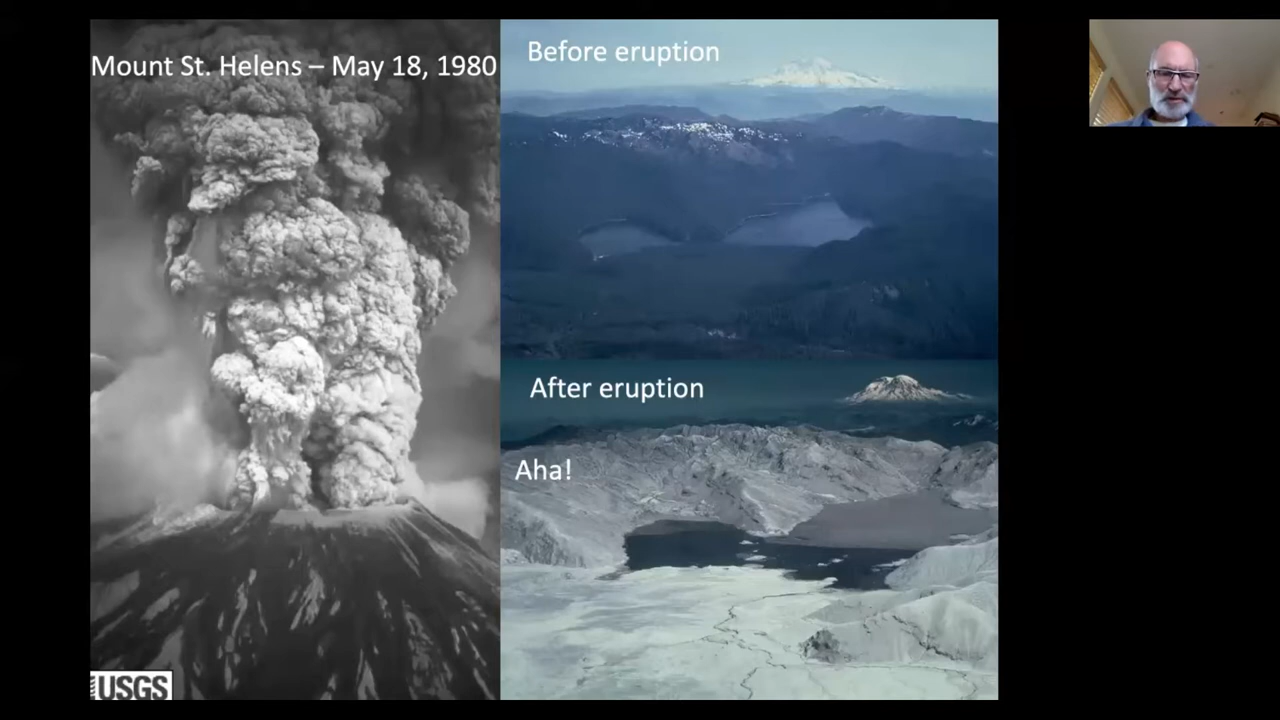 Mount St. Helens – May 18, 1980
Before eruption
After eruption
Aha!
USGS